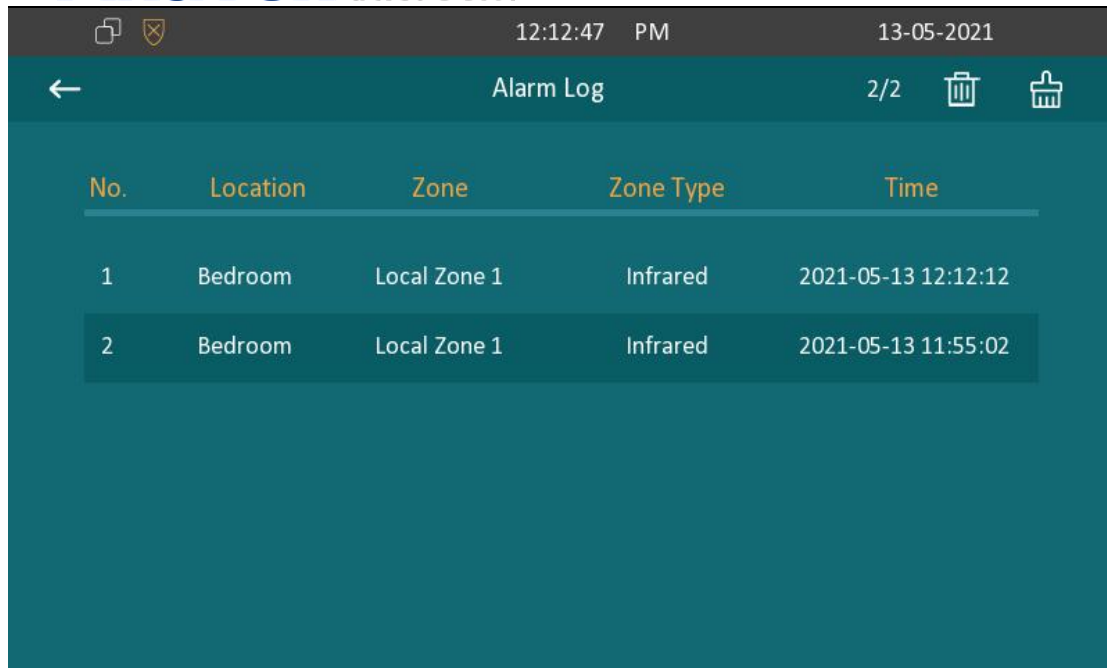 12:12:47 PM 13-05-2021
Alarm Log 2/2
No. Location Zone Zone Type Time
1 Bedroom Local Zone 1 Infrared 2021-05-13 12:12:12
2 Bedroom Local Zone 1 Infrared 2021-05-13 11:55:02